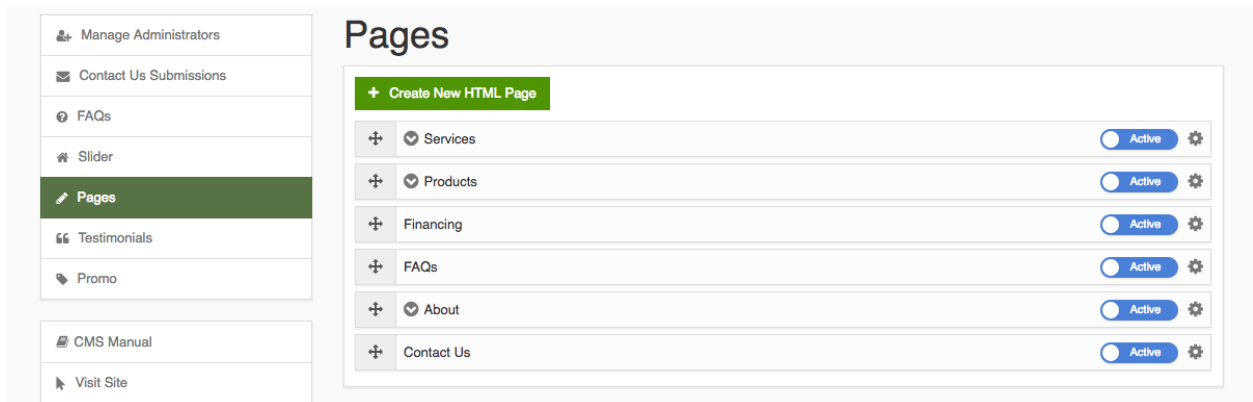 Manage Administrators
Contact Us Submissions
FAQs
Slider
Pages
Testimonials
Promo
CMS Manual
Visit Site
Pages
Create New HTML Page
Services Active
Products Active
Financing Active
FAQs Active
About Active
Contact Us Active